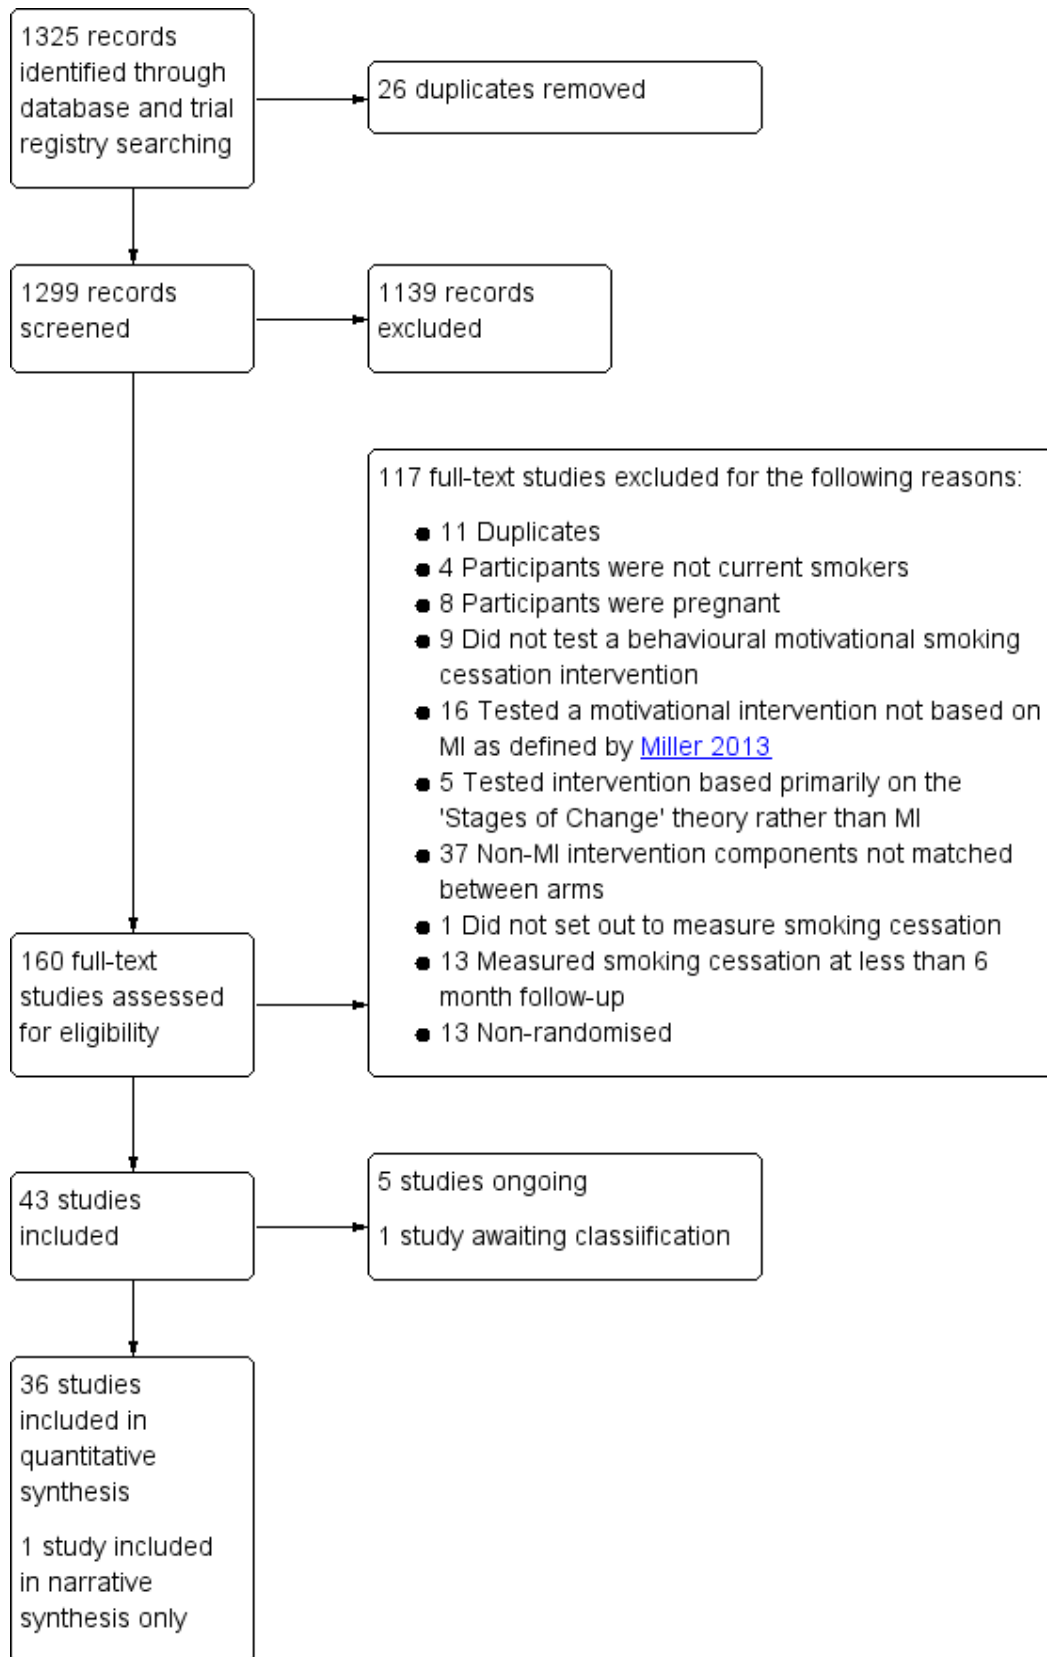 1325 records
identified through
database and trial
registry searching
26 duplicates removed
1299 records
screened
1139 records
excluded
117 full-text studies excluded for the following reasons:
● 11 Duplicates
● 4 Participants were not current smokers
● 8 Participants were pregnant
● 9 Did not test a behavioural motivational smoking
cessation intervention
● 16 Tested a motivational intervention not based on
MI as defined by Miller 2013
● 5 Tested intervention based primarily on the
'Stages of Change' theory rather than MI
● 37 Non-MI intervention components not matched
between arms
● 1 Did not set out to measure smoking cessation
● 13 Measured smoking cessation at less than 6
month follow-up
● 13 Non-randomised
160 full-text
studies assessed
for eligibility
43 studies
included
5 studies ongoing
1 study awaiting classiification
36 studies
included in
quantitative
synthesis
1 study included
in narrative
synthesis only